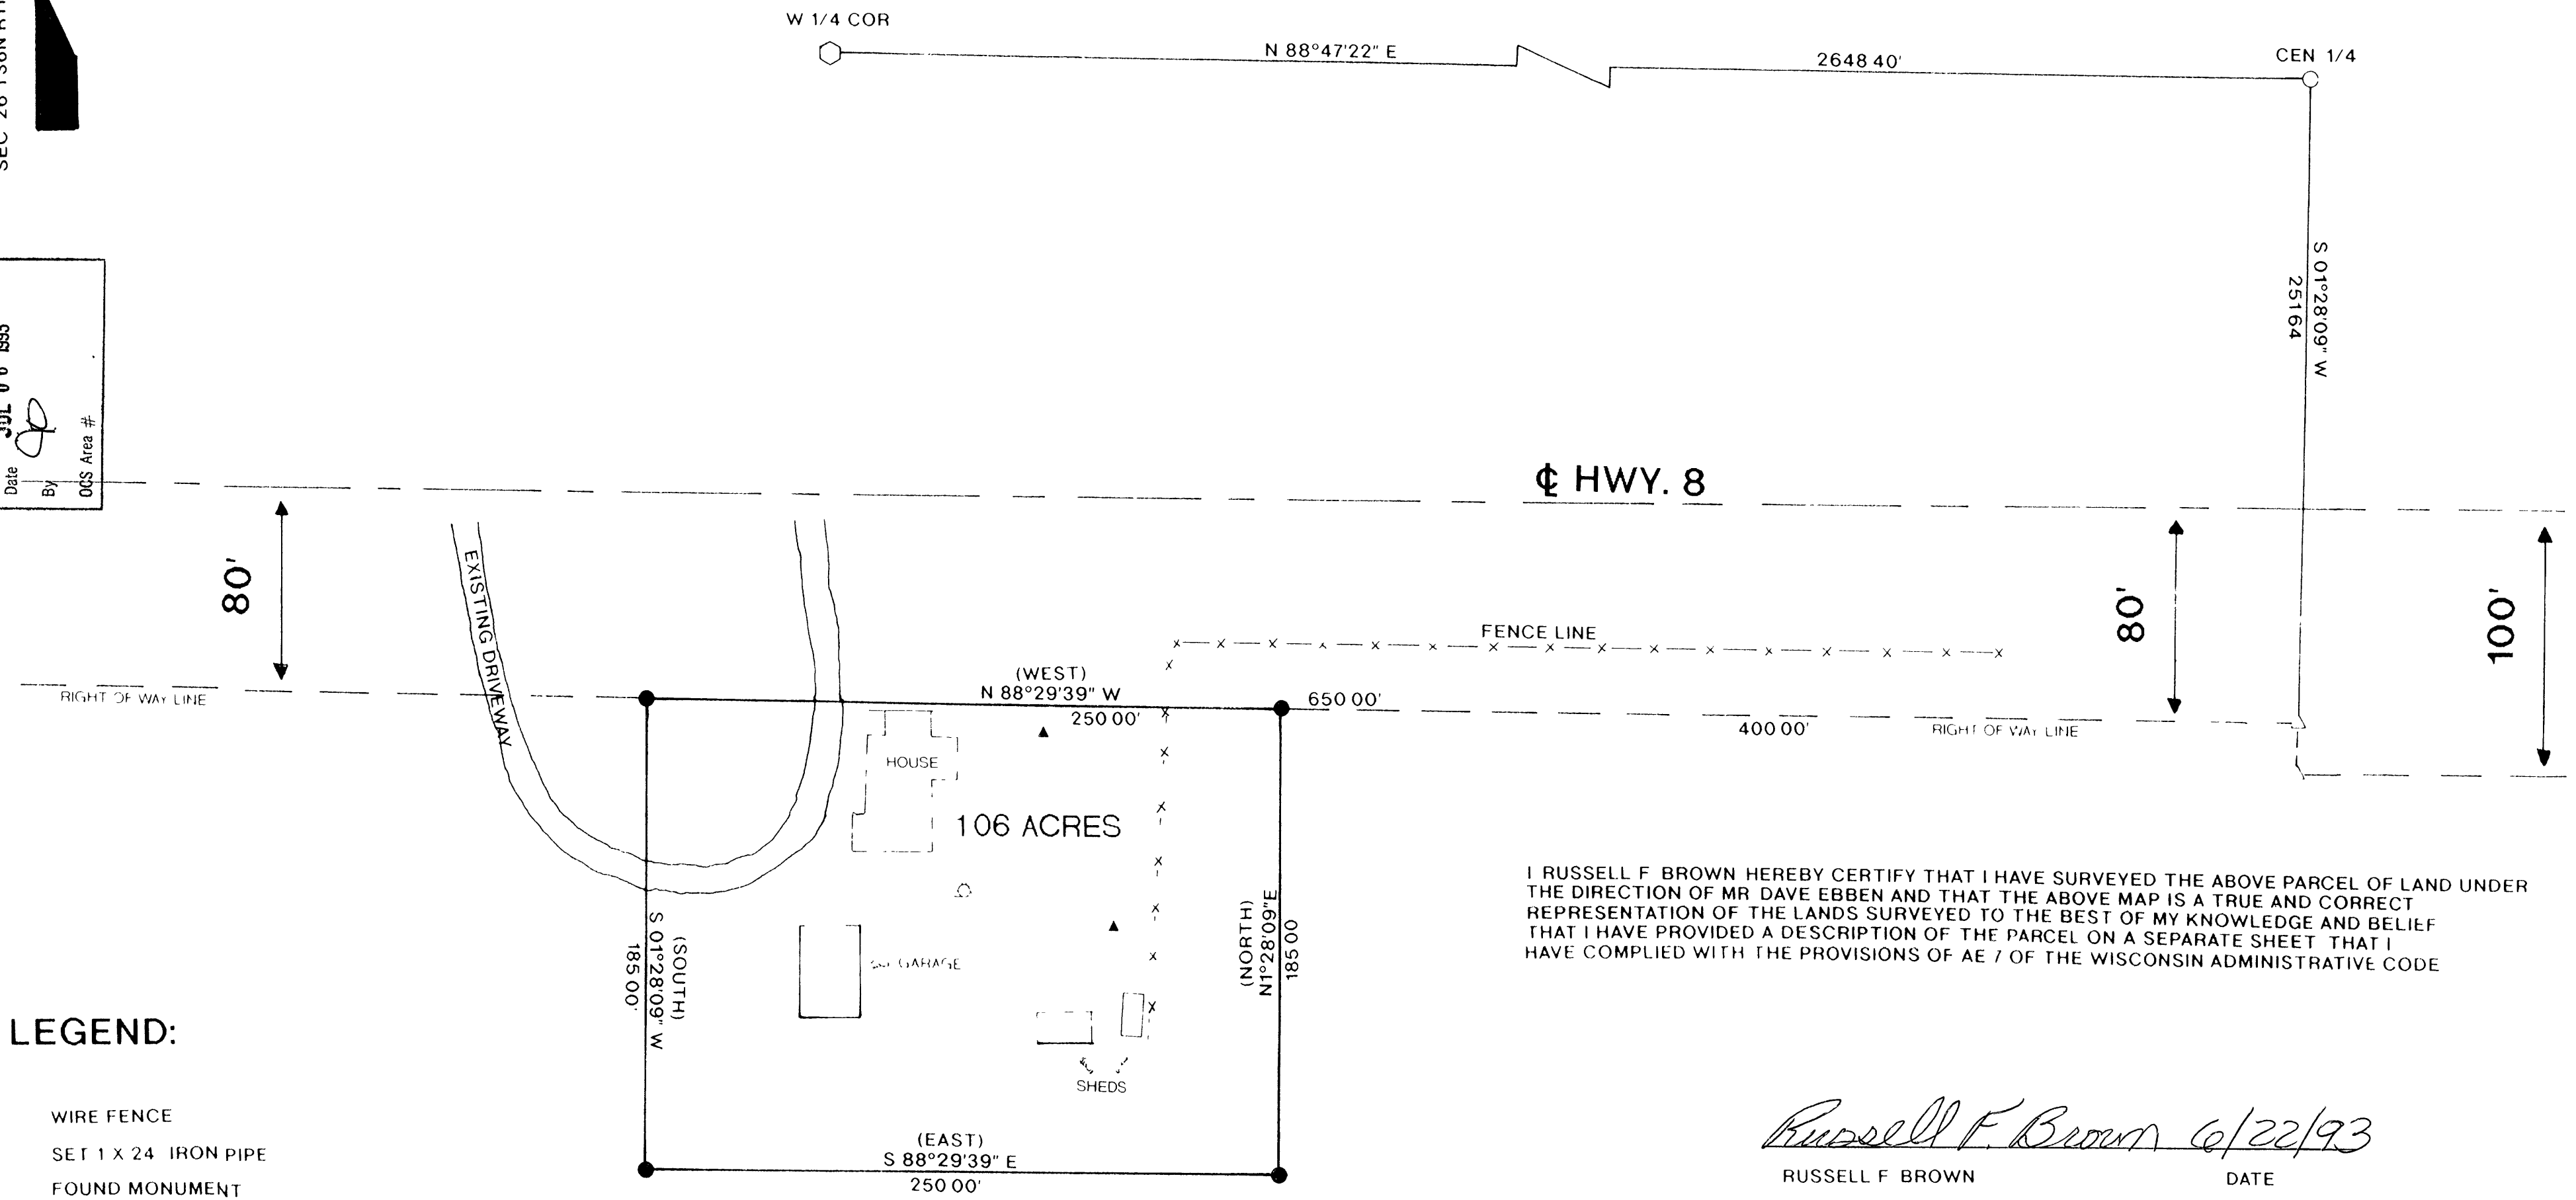 W 1/4 COR
N 88°47'22" E
2648 40'
CEN 1/4
SEC 26
S 01°28'09" W
25164
JUL 06 1993
Date
By
OCS Area #
℄ HWY. 8
80'
EXISTING DRIVEWAY
80'
100'
FENCE LINE
RIGHT OF WAY LINE
(WEST)
N 88°29'39" W
250 00'
650 00'
400 00'
RIGHT OF WAY LINE
HOUSE
106 ACRES
GARAGE
SHEDS
(SOUTH)
S 01°28'09" W
185 00'
(NORTH)
N1°28'09"E
185 00
(EAST)
S 88°29'39" E
250 00'
I RUSSELL F BROWN HEREBY CERTIFY THAT I HAVE SURVEYED THE ABOVE PARCEL OF LAND UNDER
THE DIRECTION OF MR DAVE EBBEN AND THAT THE ABOVE MAP IS A TRUE AND CORRECT
REPRESENTATION OF THE LANDS SURVEYED TO THE BEST OF MY KNOWLEDGE AND BELIEF
THAT I HAVE PROVIDED A DESCRIPTION OF THE PARCEL ON A SEPARATE SHEET THAT I
HAVE COMPLIED WITH THE PROVISIONS OF AE 7 OF THE WISCONSIN ADMINISTRATIVE CODE
LEGEND:
WIRE FENCE
SET 1 X 24 IRON PIPE
FOUND MONUMENT
Russell F. Brown 6/22/93
RUSSELL F BROWN
DATE